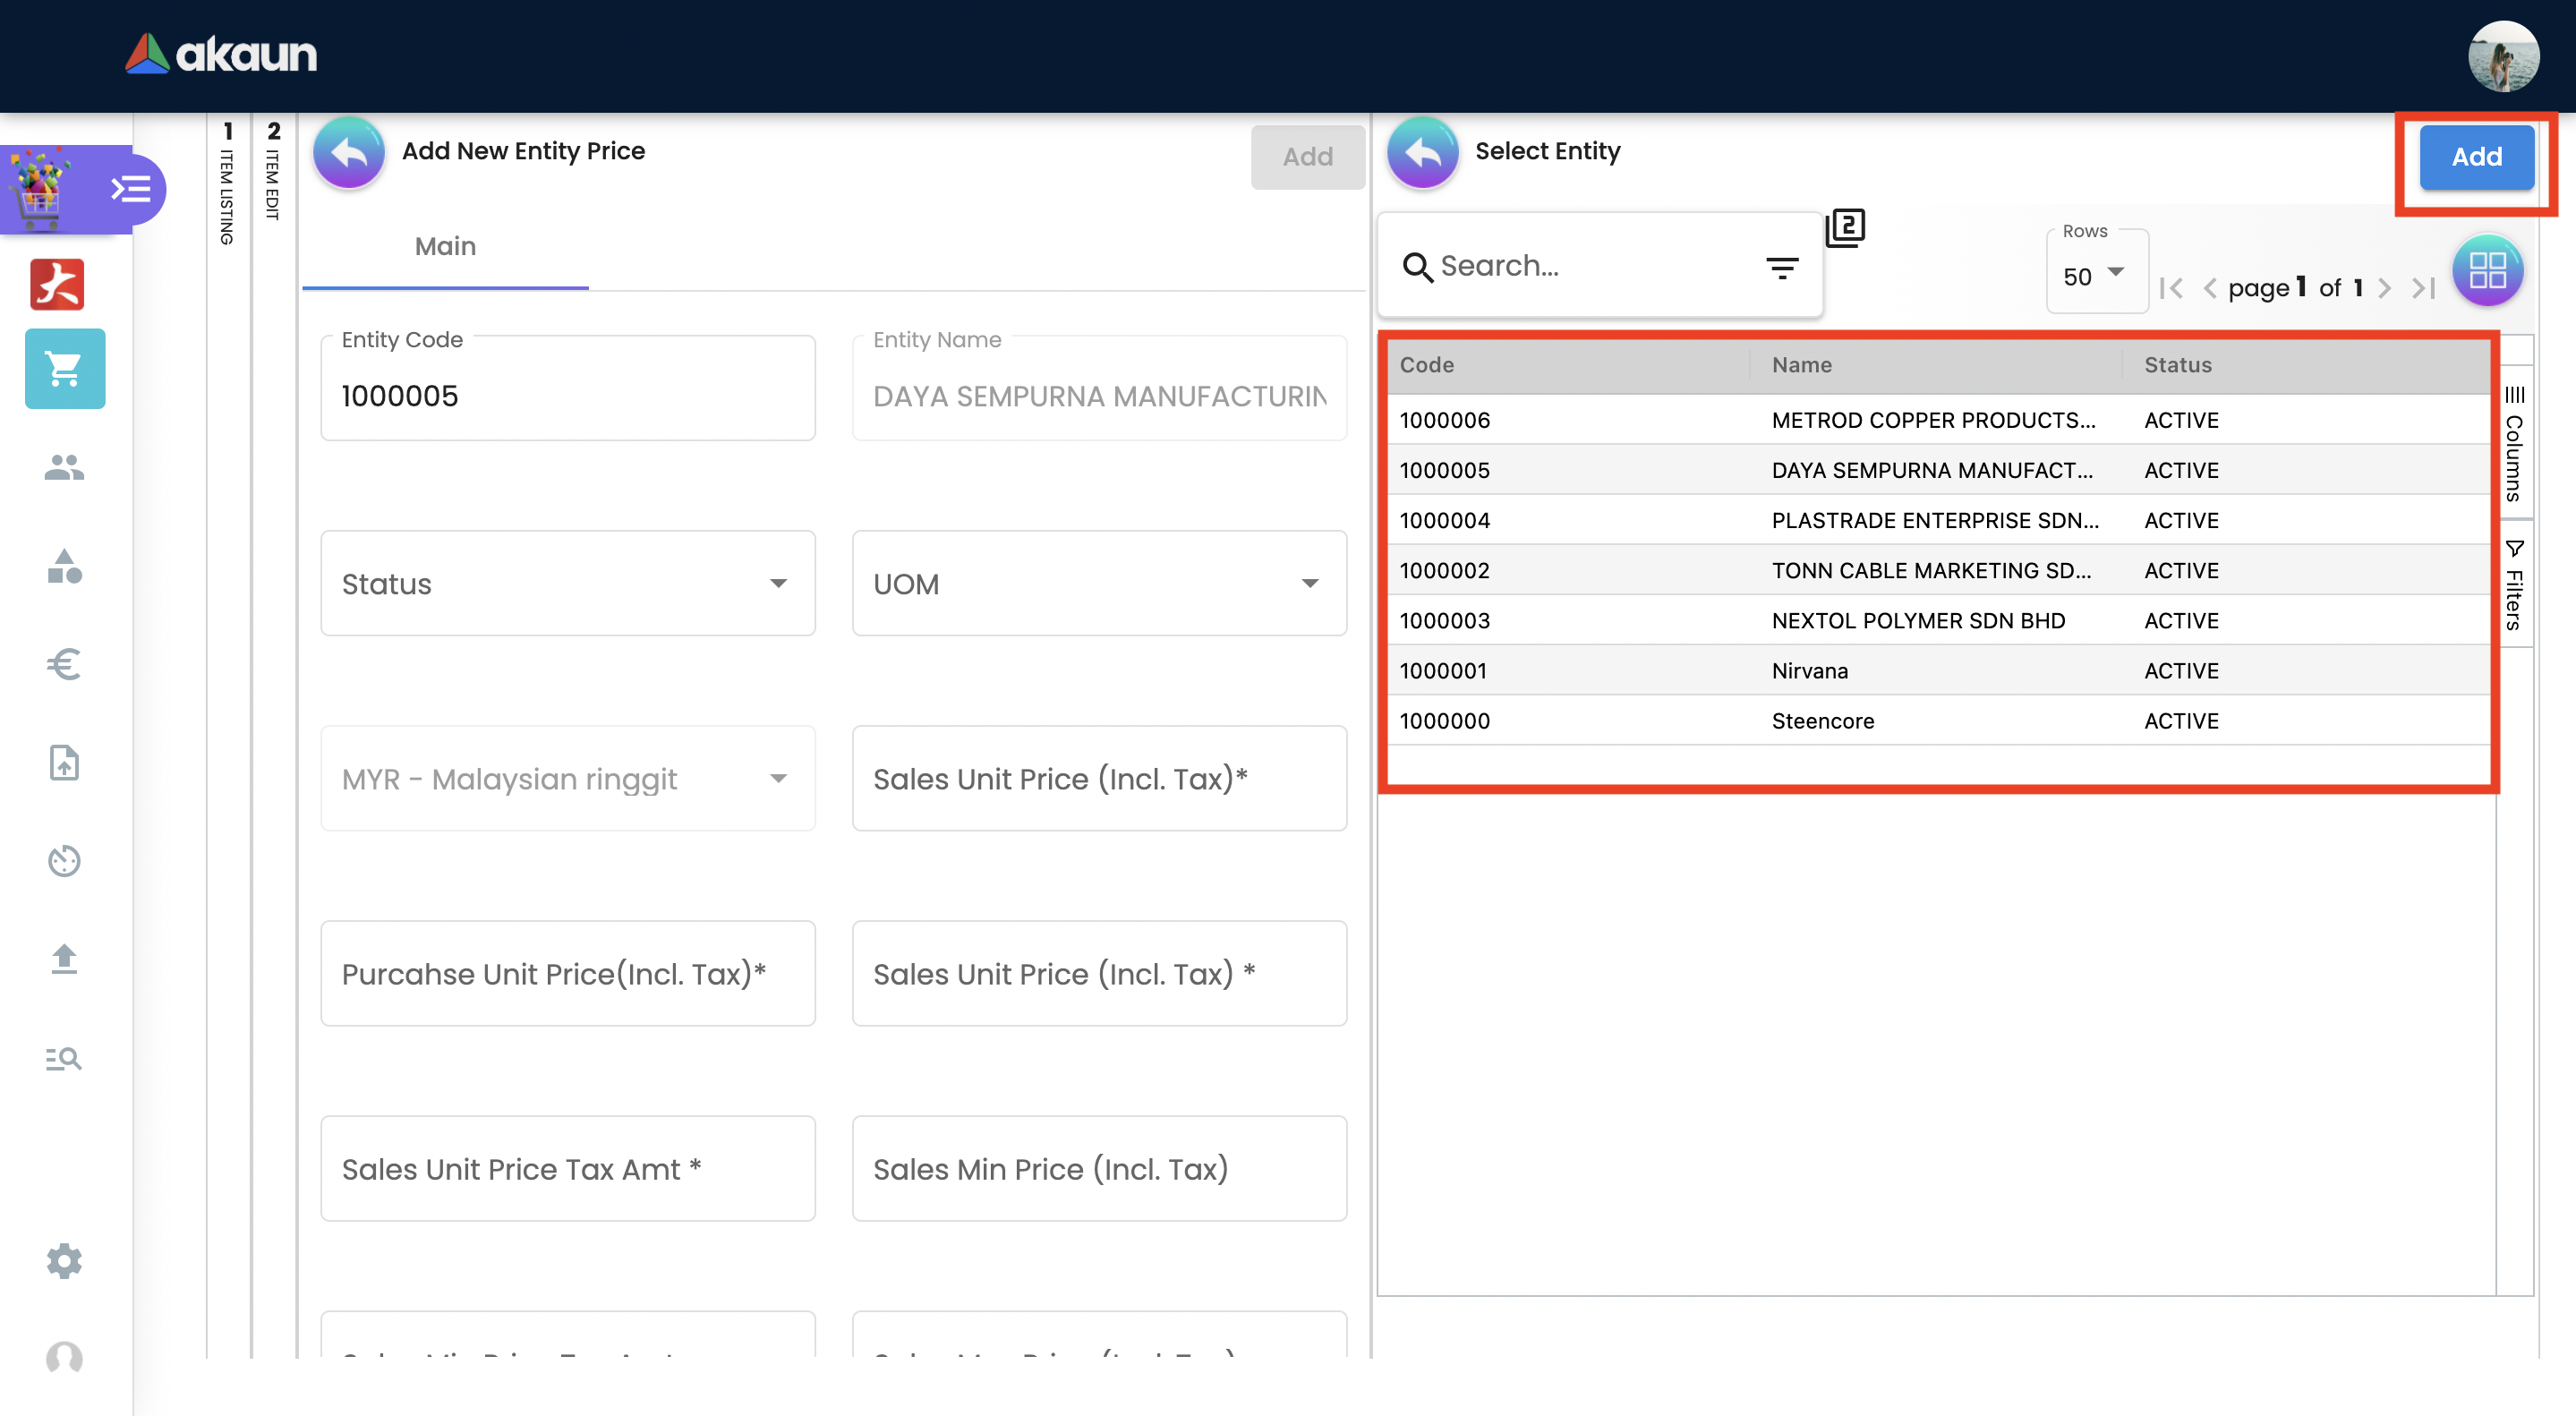 akaun
1 ITEM LISTING
2 ITEM EDIT
Add New Entity Price
Add
Main
Entity Code
1000005
Entity Name
DAYA SEMPURNA MANUFACTURIN
Status
UOM
MYR - Malaysian ringgit
Sales Unit Price (Incl. Tax)*
Purcahse Unit Price(Incl. Tax)*
Sales Unit Price (Incl. Tax) *
Sales Unit Price Tax Amt *
Sales Min Price (Incl. Tax)
Select Entity
Add
Search...
2
Rows
50
page 1 of 1
Code Name Status
1000006 METROD COPPER PRODUCTS... ACTIVE
1000005 DAYA SEMPURNA MANUFACT... ACTIVE
1000004 PLASTRADE ENTERPRISE SDN... ACTIVE
1000002 TONN CABLE MARKETING SD... ACTIVE
1000003 NEXTOL POLYMER SDN BHD ACTIVE
1000001 Nirvana ACTIVE
1000000 Steencore ACTIVE
Columns
Filters